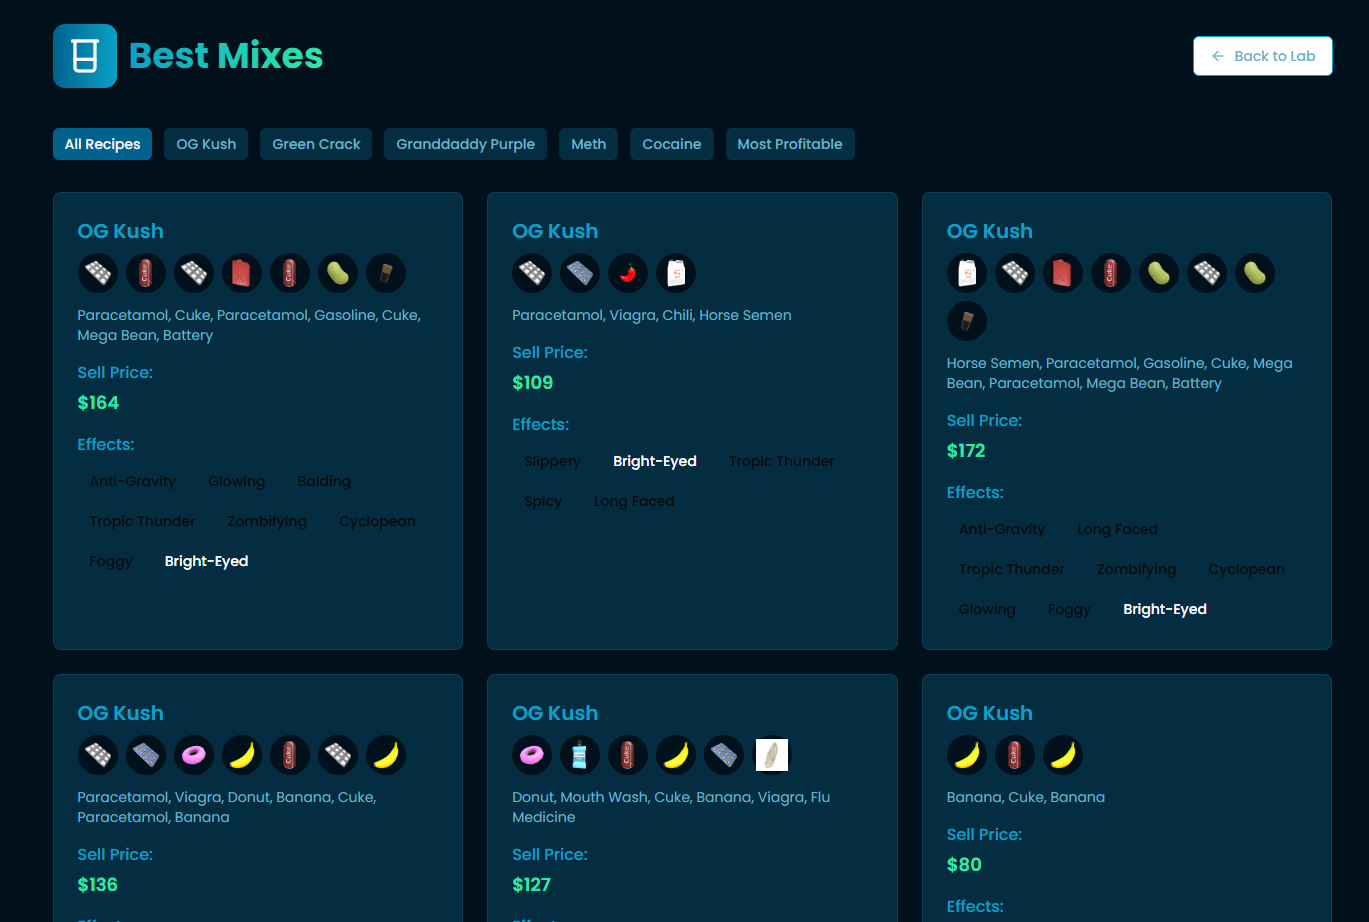 Best Mixes
Back to Lab
All Recipes
OG Kush
Green Crack
Granddaddy Purple
Meth
Cocaine
Most Profitable
OG Kush
Paracetamol, Cuke, Paracetamol, Gasoline, Cuke,
Mega Bean, Battery
Sell Price:
$164
Effects:
Anti-Gravity Glowing Balding
Tropic Thunder Zombifying Cyclopean
Foggy Bright-Eyed
OG Kush
Paracetamol, Viagra, Chili, Horse Semen
Sell Price:
$109
Effects:
Slippery Bright-Eyed Tropic Thunder
Spicy Long Faced
OG Kush
Horse Semen, Paracetamol, Gasoline, Cuke, Mega
Bean, Paracetamol, Mega Bean, Battery
Sell Price:
$172
Effects:
Anti-Gravity Long Faced
Tropic Thunder Zombifying Cyclopean
Glowing Foggy Bright-Eyed
OG Kush
Paracetamol, Viagra, Donut, Banana, Cuke,
Paracetamol, Banana
Sell Price:
$136
OG Kush
Donut, Mouth Wash, Cuke, Banana, Viagra, Flu
Medicine
Sell Price:
$127
OG Kush
Banana, Cuke, Banana
Sell Price:
$80
Effects: